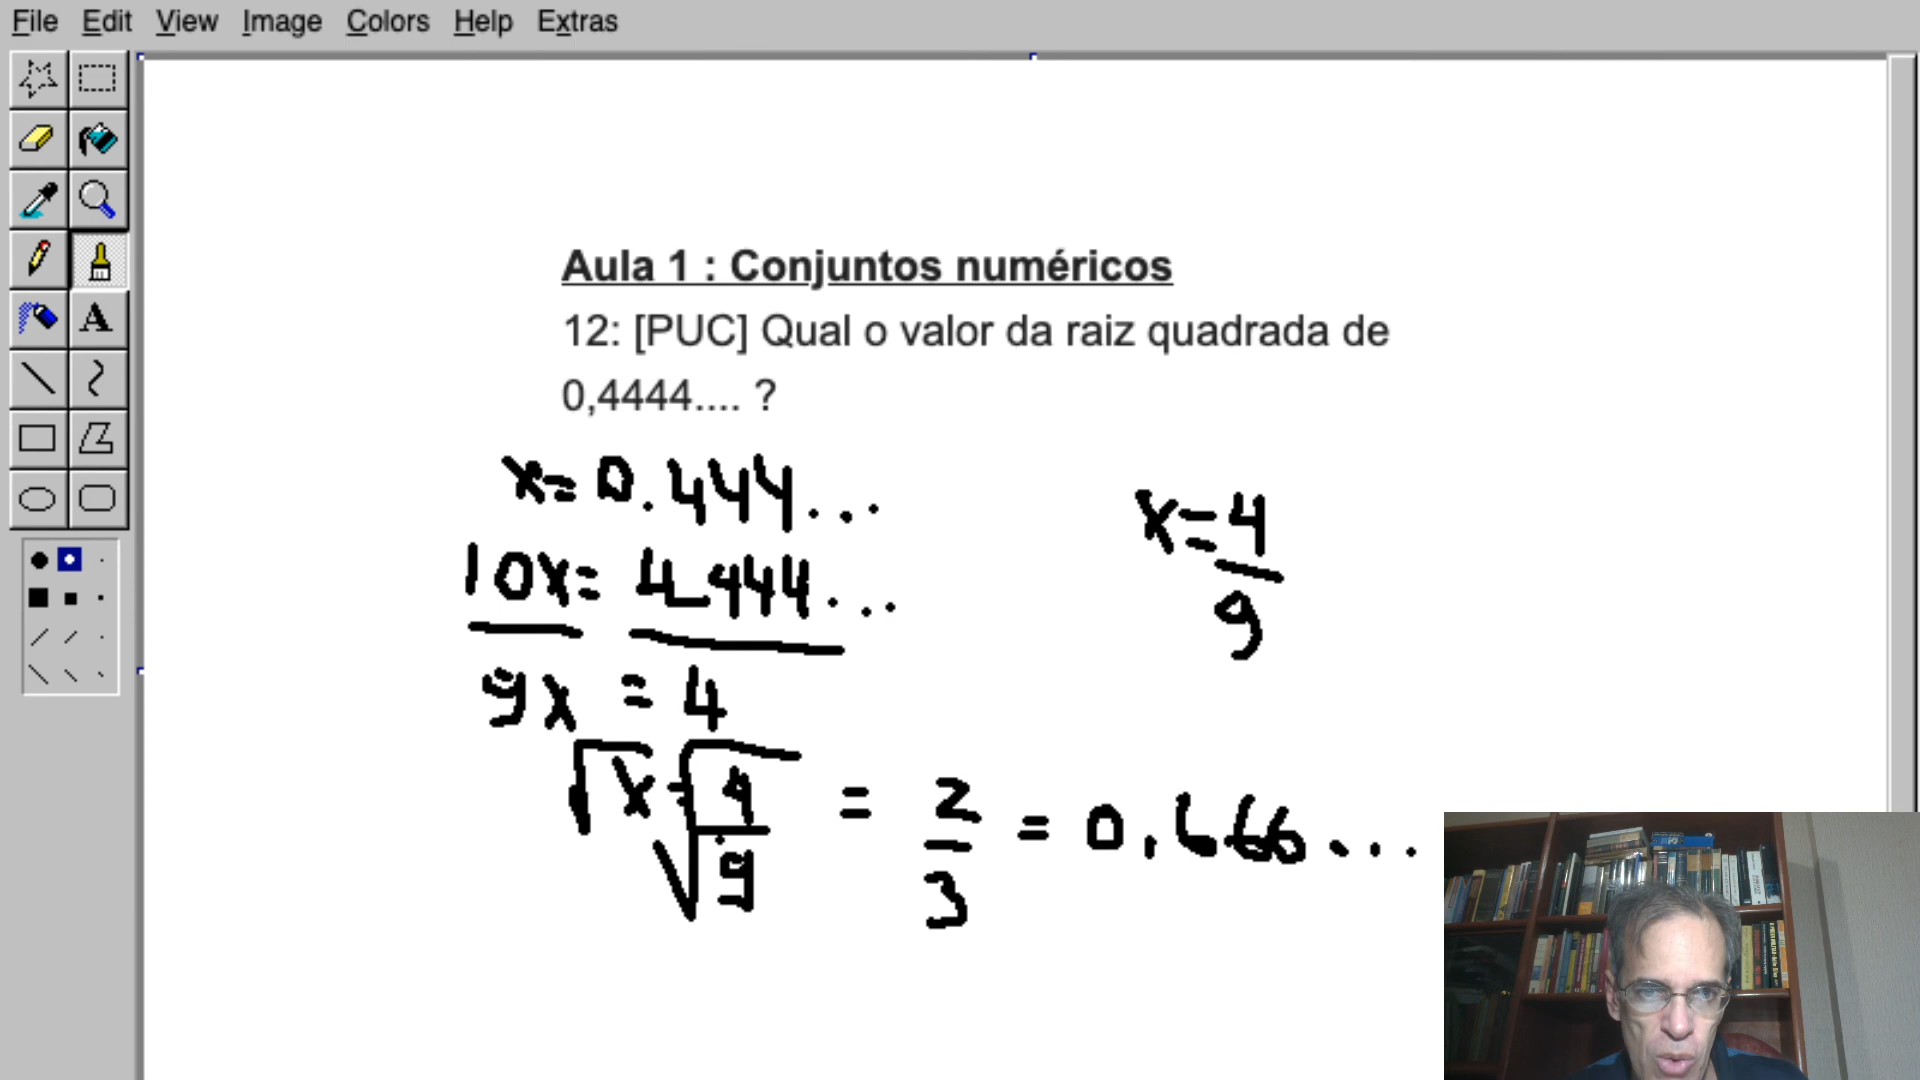 File Edit View Image Colors Help Extras
A
Aula 1 : Conjuntos numéricos
12: [PUC] Qual o valor da raiz quadrada de
0,4444.... ?
x= 0.444...
10x= 4.444...
9x = 4
√x = √4/9 = 2/3 = 0,666...
x=4/9